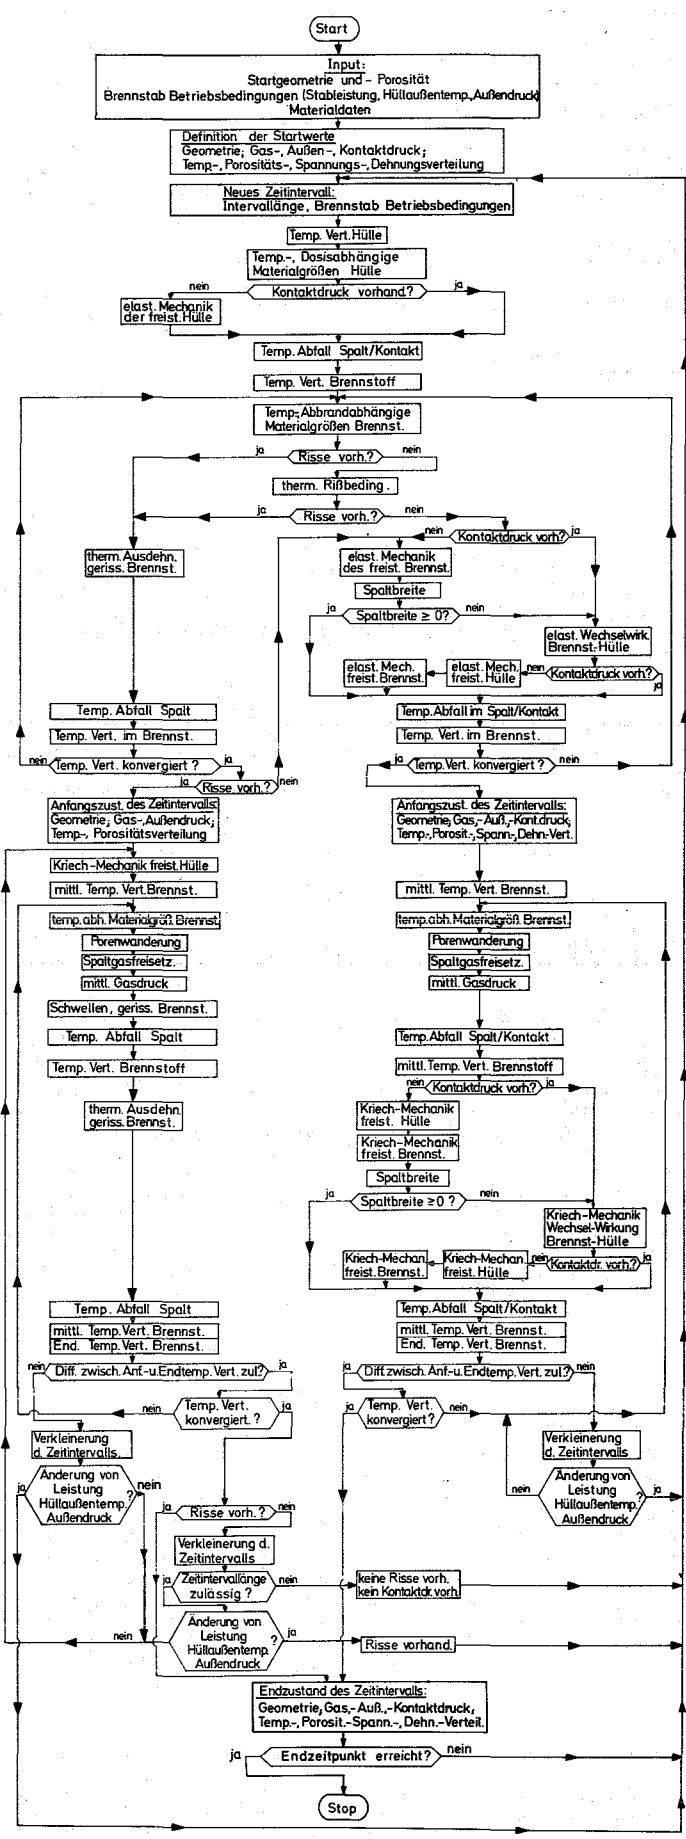 Start
Input:
Startgeometrie und - Porosität
Brennstab Betriebsbedingungen (Stableistung, Hüllaußentemp., Außendruck)
Materialdaten
Definition der Startwerte
Geometrie; Gas-, Außen-, Kontaktdruck;
Temp-, Porositäts-, Spannungs-, Dehnungsverteilung
Neues Zeitintervall:
Intervallänge, Brennstab Betriebsbedingungen
Temp. Vert. Hülle
Temp.-, Dosisabhängige
Materialgrößen Hülle
nein
Kontaktdruck vorhand.?
ja
elast. Mechanik
der freist. Hülle
Temp. Abfall Spalt/Kontakt
Temp. Vert. Brennstoff
Temp-, Abbrandabhängige
Materialgrößen Brennst.
ja
Risse vorh.?
nein
therm. Rißbeding.
ja
Risse vorh.?
nein
nein
Kontaktdruck vorh?
ja
therm. Ausdehn.
geriss. Brennst.
elast. Mechanik
des freist. Brennst.
Spaltbreite
ja
Spaltbreite ≥ 0?
nein
elast. Wechselwirk.
Brennst-Hülle
elast. Mech.
freist. Brennst.
elast. Mech.
freist. Hülle
nein
Kontaktdruck vorh?
ja
Temp. Abfall Spalt
Temp. Vert. im Brennst.
nein
Temp. Vert. konvergiert ?
ja
Risse vorh.?
nein
ja
Temp. Abfall im Spalt/Kontakt
Temp. Vert. im Brennst.
ja
Temp. Vert. konvergiert ?
nein
Anfangszust. des Zeitintervalls:
Geometrie; Gas-, Außendruck;
Temp-, Porositätsverteilung
Anfangszust. des Zeitintervalls:
Geometrie; Gas,- Auß.,- Kont.druck;
Temp.-, Porosit.-, Spann-, Dehn.-Vert.
Kriech-Mechanik freist. Hülle
mittl. Temp. Vert. Brennst.
mittl. Temp. Vert. Brennst.
temp. abh. Materialgröß. Brennst.
temp. abh. Materialgröß. Brennst.
Porenwanderung
Porenwanderung
Spaltgasfreisetz.
Spaltgasfreisetz.
mittl. Gasdruck
mittl. Gasdruck
Schwellen, geriss. Brennst.
Temp. Abfall Spalt
Temp. Abfall Spalt/Kontakt
Temp. Vert. Brennstoff
mittl. Temp. Vert. Brennstoff
nein
Kontaktdruck vorh.?
ja
therm. Ausdehn.
geriss. Brennst.
Kriech-Mechanik
freist. Hülle
Kriech-Mechanik
freist. Brennst.
Spaltbreite
ja
Spaltbreite ≥ 0 ?
nein
Kriech-Mechanik
Wechsel-Wirkung
Brennst-Hülle
Kriech-Mechan.
freist. Brennst.
Kriech-Mechan.
freist. Hülle
nein
Kontaktdr. vorh.?
ja
Temp. Abfall Spalt
Temp. Abfall Spalt/Kontakt
mittl. Temp. Vert. Brennst.
End. Temp. Vert. Brennst.
mittl. Temp. Vert. Brennst.
End. Temp. Vert. Brennst.
nein
Diff. zwisch. Anf.-u. Endtemp. Vert. zul.?
ja
ja
Diff. zwisch. Anf.-u. Endtemp. Vert. zul.?
nein
nein
Temp. Vert.
konvergiert. ?
ja
ja
Temp. Vert.
konvergiert ?
nein
Verkleinerung
d. Zeitintervalls
Verkleinerung
d. Zeitintervalls
ja
Änderung von
Leistung
Hüllaußentemp. ?
Außendruck
nein
nein
Änderung von
Leistung
Hüllaußentemp. ?
Außendruck
ja
ja
Risse vorh. ?
nein
Verkleinerung d.
Zeitintervalls
ja
Zeitintervallänge
zulässig ?
nein
keine Risse vorh.
kein Kontaktdr. vorh.
nein
Änderung von
Leistung
Hüllaußentemp. ?
Außendruck
ja
Risse vorhand.
Endzustand des Zeitintervalls:
Geometrie, Gas,- Auß.,- Kontaktdruck,
Temp.-, Porosit.- Spann.-, Dehn.-Verteil.
ja
Endzeitpunkt erreicht?
nein
Stop